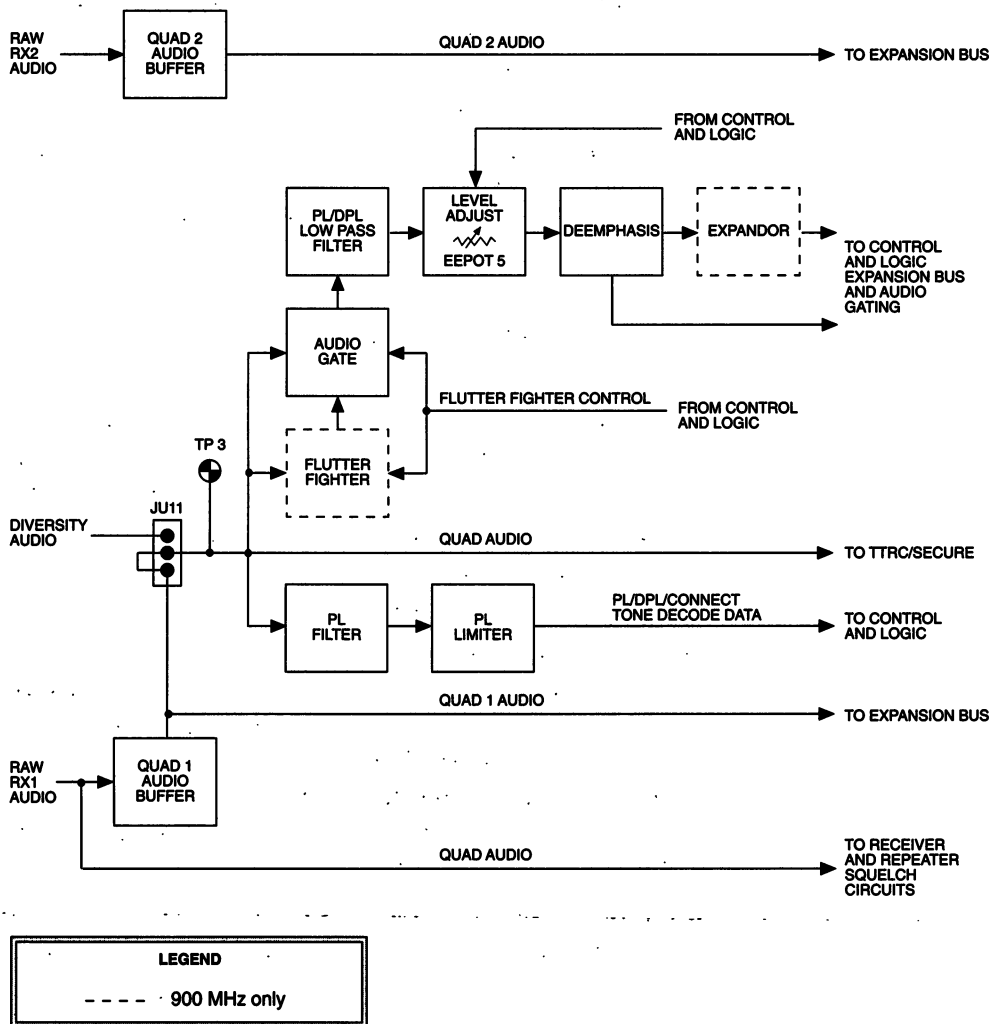 RAW
RX2
AUDIO
QUAD 2
AUDIO
BUFFER
QUAD 2 AUDIO
TO EXPANSION BUS
FROM CONTROL
AND LOGIC
PL/DPL
LOW PASS
FILTER
LEVEL
ADJUST
EEPOT 5
DEEMPHASIS
EXPANDOR
TO CONTROL
AND LOGIC
EXPANSION BUS
AND AUDIO
GATING
AUDIO
GATE
FLUTTER FIGHTER CONTROL
FROM CONTROL
AND LOGIC
FLUTTER
FIGHTER
TP 3
JU11
DIVERSITY
AUDIO
QUAD AUDIO
TO TTRC/SECURE
PL
FILTER
PL
LIMITER
PL/DPL/CONNECT
TONE DECODE DATA
TO CONTROL
AND LOGIC
QUAD 1 AUDIO
TO EXPANSION BUS
RAW
RX1
AUDIO
QUAD 1
AUDIO
BUFFER
QUAD AUDIO
TO RECEIVER
AND REPEATER
SQUELCH
CIRCUITS
LEGEND
900 MHz only